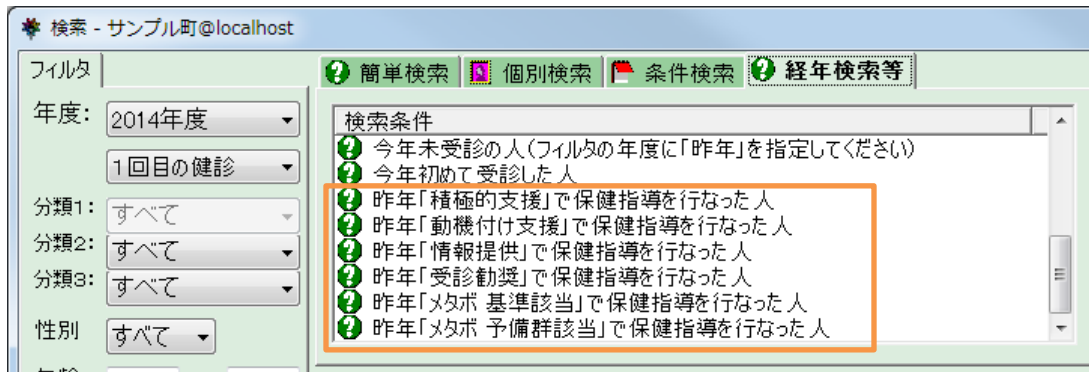 検索 - サンプル町@localhost
フィルタ
簡単検索 個別検索 条件検索 経年検索等
年度: 2014年度
1回目の健診
分類1: すべて
分類2: すべて
分類3: すべて
性別 すべて
検索条件
今年未受診の人(フィルタの年度に「昨年」を指定してください)
今年初めて受診した人
昨年「積極的支援」で保健指導を行なった人
昨年「動機付け支援」で保健指導を行なった人
昨年「情報提供」で保健指導を行なった人
昨年「受診勧奨」で保健指導を行なった人
昨年「メタボ 基準該当」で保健指導を行なった人
昨年「メタボ 予備群該当」で保健指導を行なった人